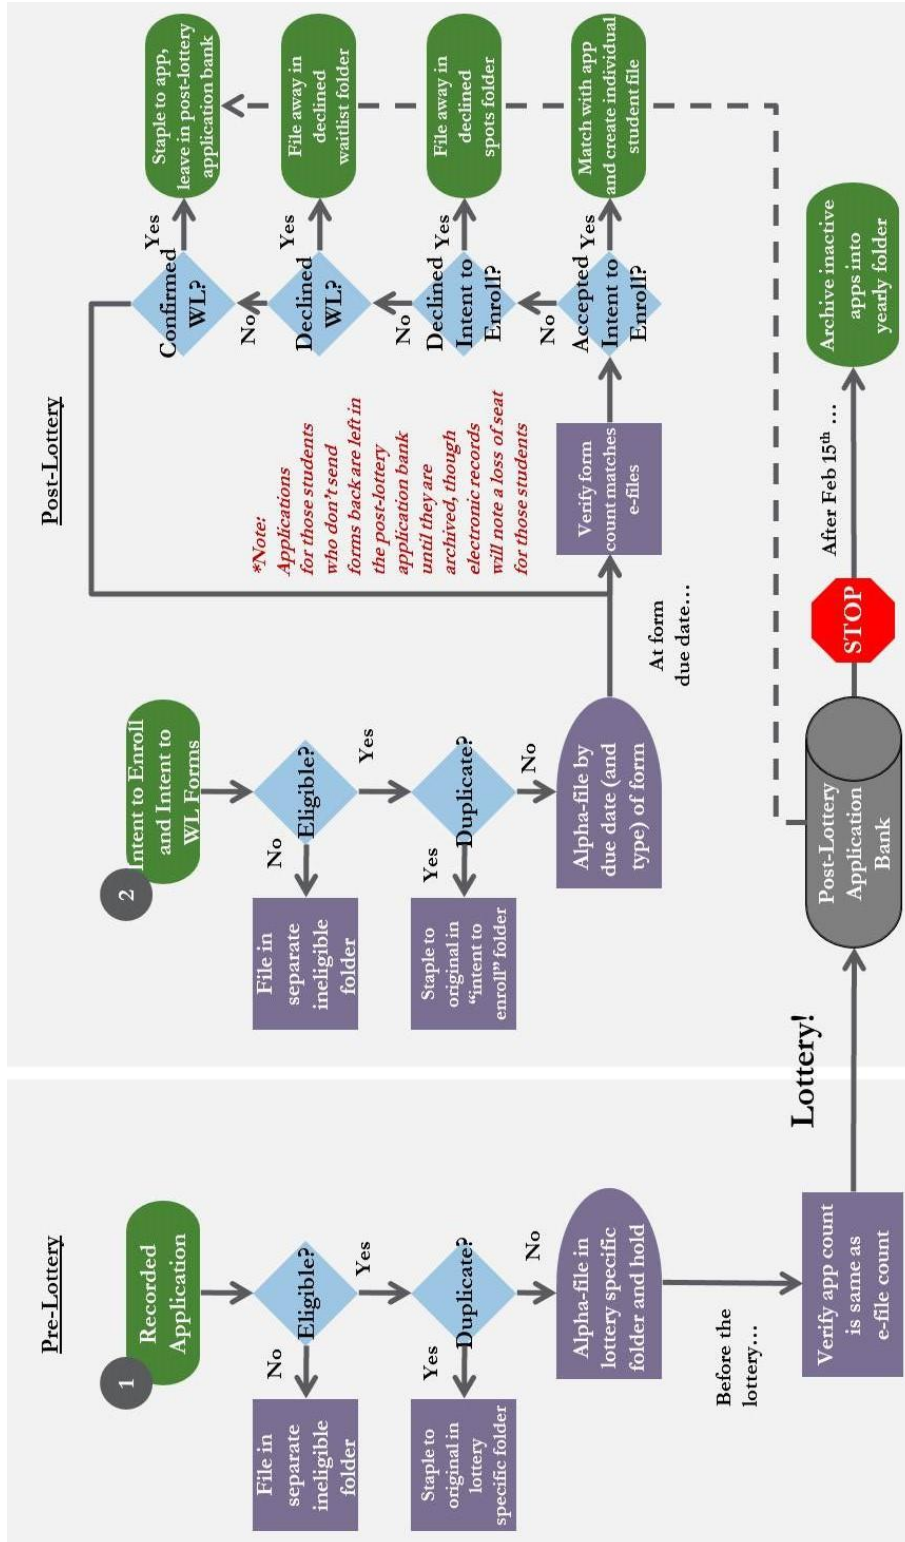 Pre-Lottery
1
Recorded
Application
Eligible?
No
File in
separate
ineligible
folder
Yes
Duplicate?
Yes
Staple to
original in
lottery
specific folder
No
Alpha-file in
lottery specific
folder and hold
Before the
lottery...
Verify app count
is same as
e-file count
Lottery!
Post-Lottery
Application
Bank
STOP
After Feb 15th ...
Archive inactive
apps into
yearly folder
Post-Lottery
2
Intent to Enroll
and Intent to
WL Forms
Eligible?
No
File in
separate
ineligible
folder
Yes
Duplicate?
Yes
Staple to
original in
“intent to
enroll” folder
No
Alpha-file by
due date (and
type) of form
At form
due date...
Verify form
count matches
e-files
*Note:
Applications
for those students
who don't send
forms back are left in
the post-lottery
application bank
until they are
archived, though
electronic records
will note a loss of seat
for those students
Accepted
Intent to
Enroll?
Yes
Match with app
and create individual
student file
No
Declined
Intent to
Enroll?
Yes
File away in
declined
spots folder
No
Declined
WL?
Yes
File away in
declined
waitlist folder
No
Confirmed
WL?
Yes
Staple to app,
leave in post-lottery
application bank